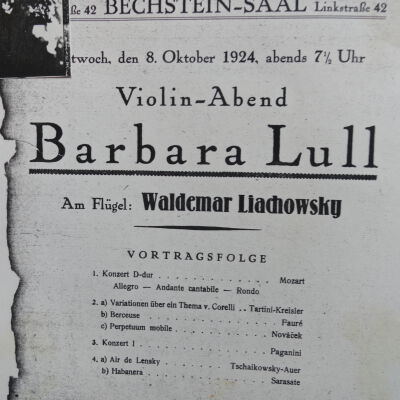 ße 42 BECHSTEIN-SAAL Linkstraße 42
twoch, den 8. Oktober 1924, abends 7½ Uhr
Violin-Abend
Barbara Lull
Am Flügel: Waldemar Liachowsky
VORTRAGSFOLGE
1. Konzert D-dur . . . . . . . . . . . . Mozart
Allegro — Andante cantabile — Rondo
2. a) Variationen über ein Thema v. Corelli . . Tartini-Kreisler
b) Berceuse . . . . . . . . . . . . Fauré
c) Perpetuum mobile . . . . . . . . . . Nováček
3. Konzert I . . . . . . . . . . . . Paganini
4. a) Air de Lensky . . . . . . . . Tschaikowsky-Auer
b) Habanera . . . . . . . . . . . . Sarasate